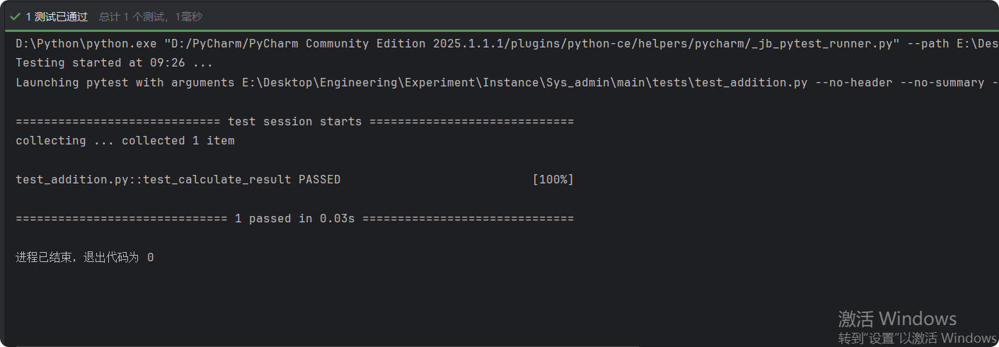 1 测试已通过 总计 1 个测试, 1毫秒
D:\Python\python.exe "D:/PyCharm/PyCharm Community Edition 2025.1.1.1/plugins/python-ce/helpers/pycharm/_jb_pytest_runner.py" --path E:\Des
Testing started at 09:26 ...
Launching pytest with arguments E:\Desktop\Engineering\Experiment\Instance\Sys_admin\main\tests\test_addition.py --no-header --no-summary -
============================= test session starts =============================
collecting ... collected 1 item
test_addition.py::test_calculate_result PASSED                           [100%]
============================== 1 passed in 0.03s ==============================
进程已结束，退出代码为 0
激活 Windows
转到“设置”以激活 Windows